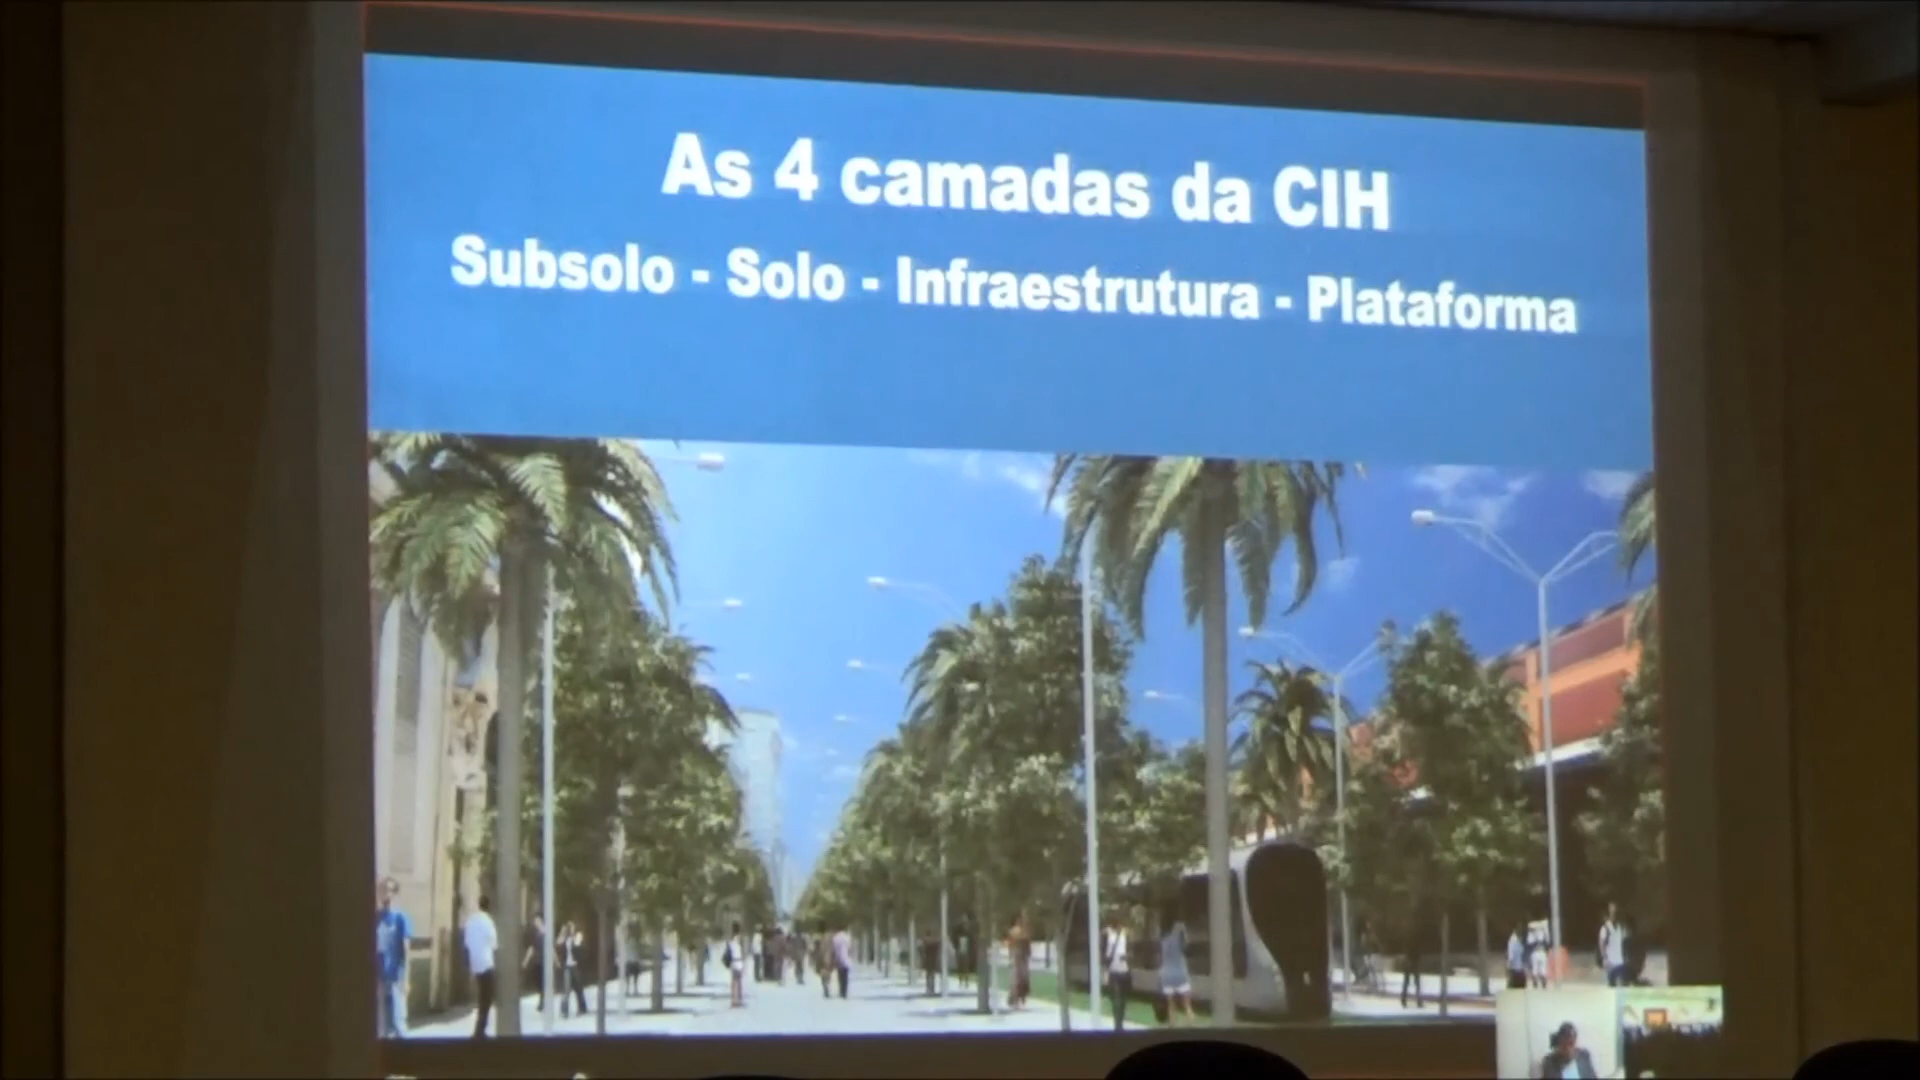 As 4 camadas da CIH
Subsolo - Solo - Infraestrutura - Plataforma